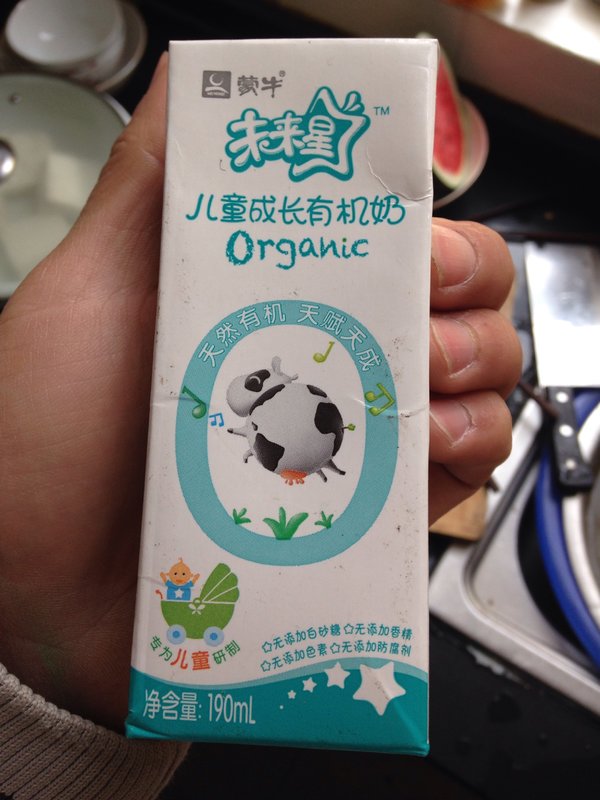 蒙牛®
未来星™
儿童成长有机奶
Organic
天然有机 天赋天成
专为儿童研制
☆无添加白砂糖 ☆无添加香精
☆无添加色素 ☆无添加防腐剂
净含量: 190mL